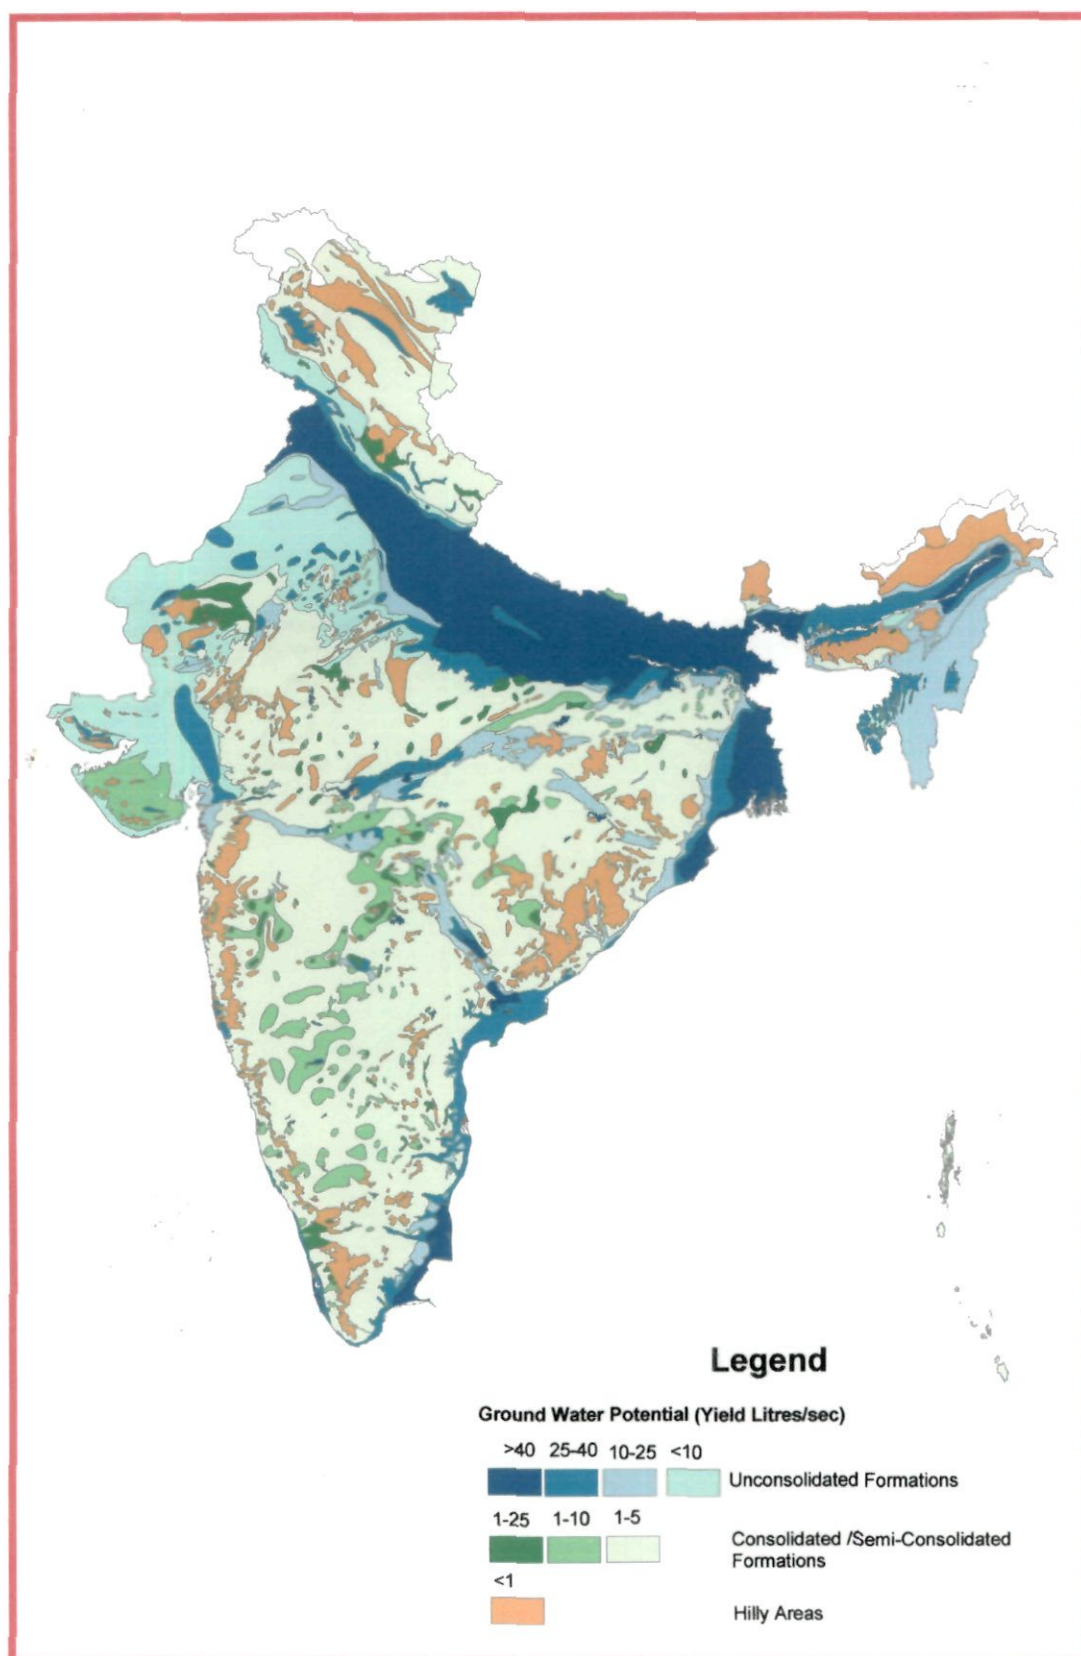 Legend
Ground Water Potential (Yield Litres/sec)
>40 25-40 10-25 <10
Unconsolidated Formations
1-25 1-10 1-5
Consolidated /Semi-Consolidated
Formations
<1
Hilly Areas